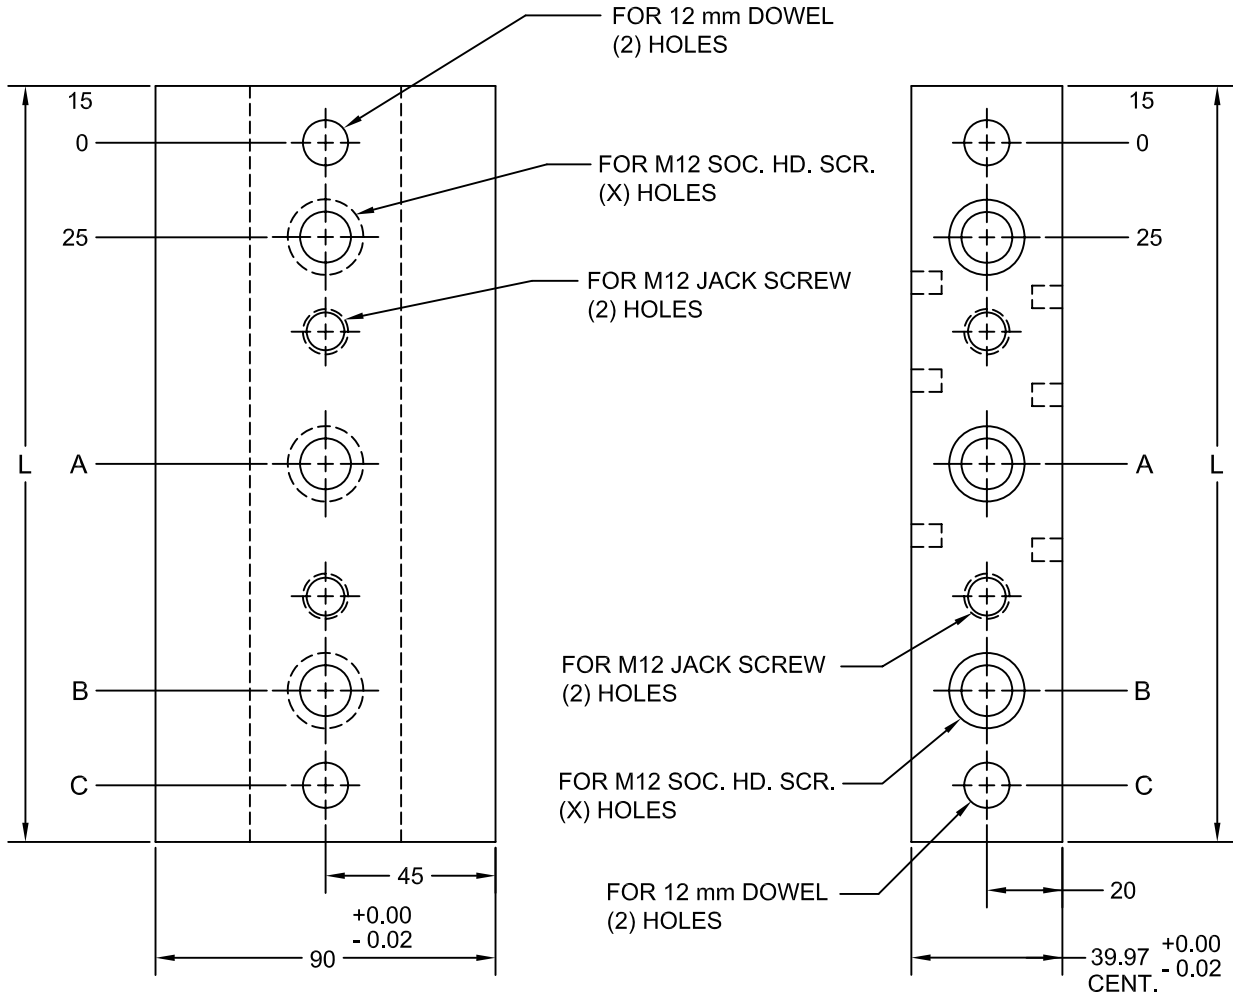 FOR 12 mm DOWEL
(2) HOLES
15
0
FOR M12 SOC. HD. SCR.
(X) HOLES
25
FOR M12 JACK SCREW
(2) HOLES
L
A
B
C
45
+0.00
- 0.02
90
15
0
25
A
L
FOR M12 JACK SCREW
(2) HOLES
B
FOR M12 SOC. HD. SCR.
(X) HOLES
C
FOR 12 mm DOWEL
(2) HOLES
20
39.97 +0.00
- 0.02
CENT.